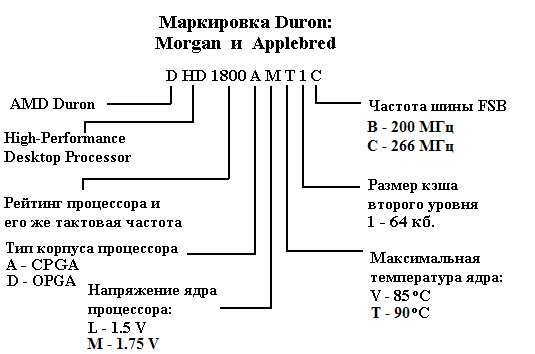 Маркировка Duron:
Morgan и Applebred
D HD 1800 A M T 1 C
AMD Duron
High-Performance
Desktop Processor
Рейтинг процессора и
его же тактовая частота
Тип корпуса процессора
A - CPGA
D - OPGA
Напряжение ядра
процессора:
L - 1.5 V
M - 1.75 V
Частота шины FSB
B - 200 МГц
C - 266 МГц
Размер кэша
второго уровня
1 - 64 кб.
Максимальная
температура ядра:
V - 85 °C
T - 90 °C